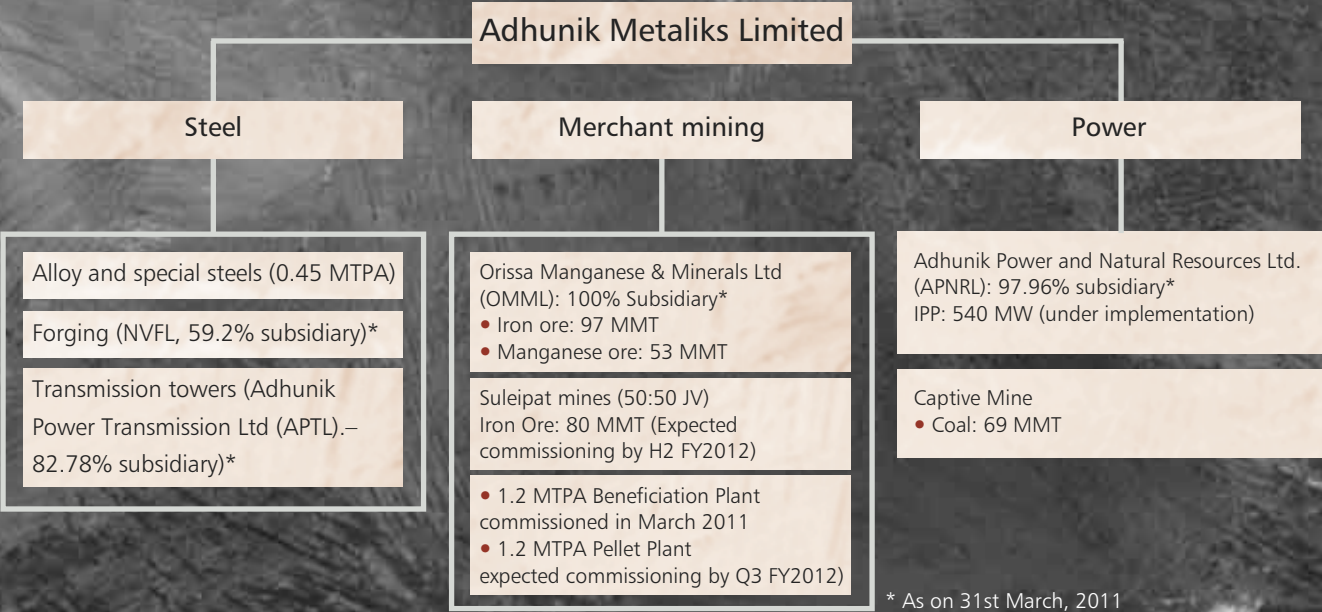 Adhunik Metaliks Limited
Steel
Merchant mining
Power
Alloy and special steels (0.45 MTPA)
Forging (NVFL, 59.2% subsidiary)*
Transmission towers (Adhunik
Power Transmission Ltd (APTL).–
82.78% subsidiary)*
Orissa Manganese & Minerals Ltd
(OMML): 100% Subsidiary*
• Iron ore: 97 MMT
• Manganese ore: 53 MMT
Suleipat mines (50:50 JV)
Iron Ore: 80 MMT (Expected
commissioning by H2 FY2012)
• 1.2 MTPA Beneficiation Plant
commissioned in March 2011
• 1.2 MTPA Pellet Plant
expected commissioning by Q3 FY2012)
Adhunik Power and Natural Resources Ltd.
(APNRL): 97.96% subsidiary*
IPP: 540 MW (under implementation)
Captive Mine
• Coal: 69 MMT
* As on 31st March, 2011